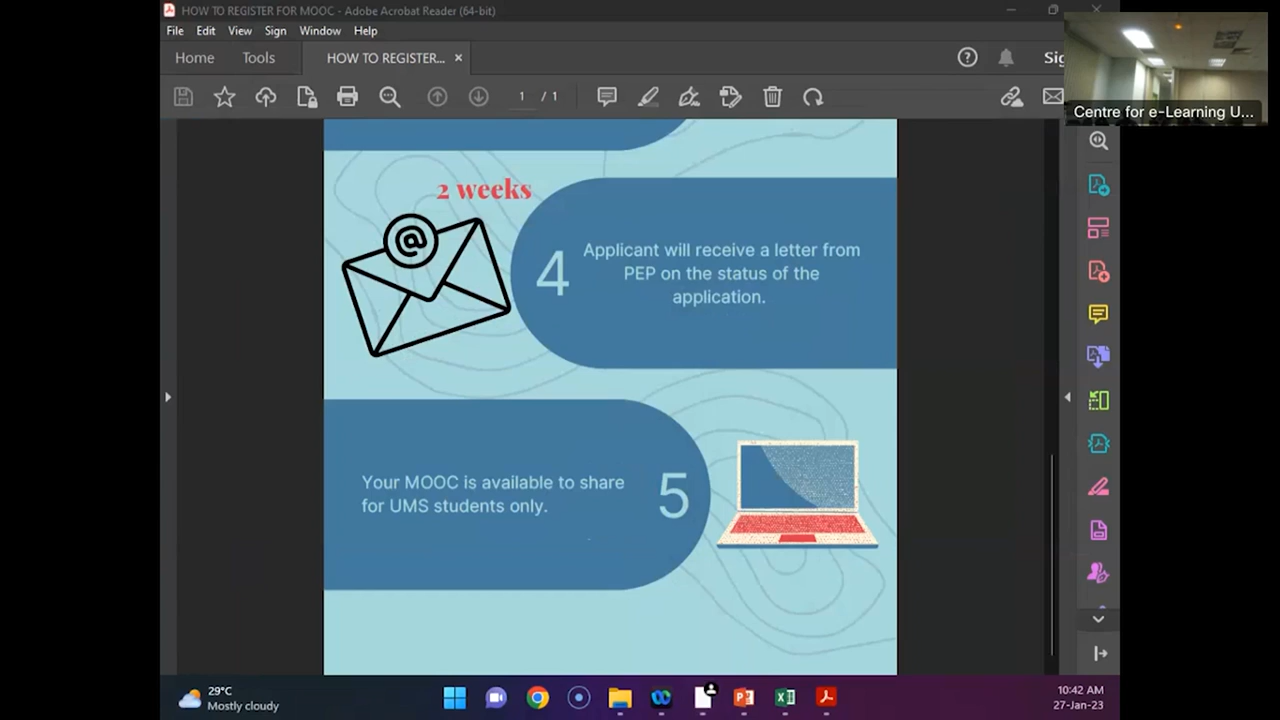 HOW TO REGISTER FOR MOOC - Adobe Acrobat Reader (64-bit)
File Edit View Sign Window Help
Home Tools HOME TO REGISTER... ×
1 / 1
Centre for e-Learning U...
2 weeks
4
Applicant will receive a letter from
PEP on the status of the
application.
Your MOOC is available to share
for UMS students only.
5
29°C
Mostly cloudy
10:42 AM
27-Jan-23